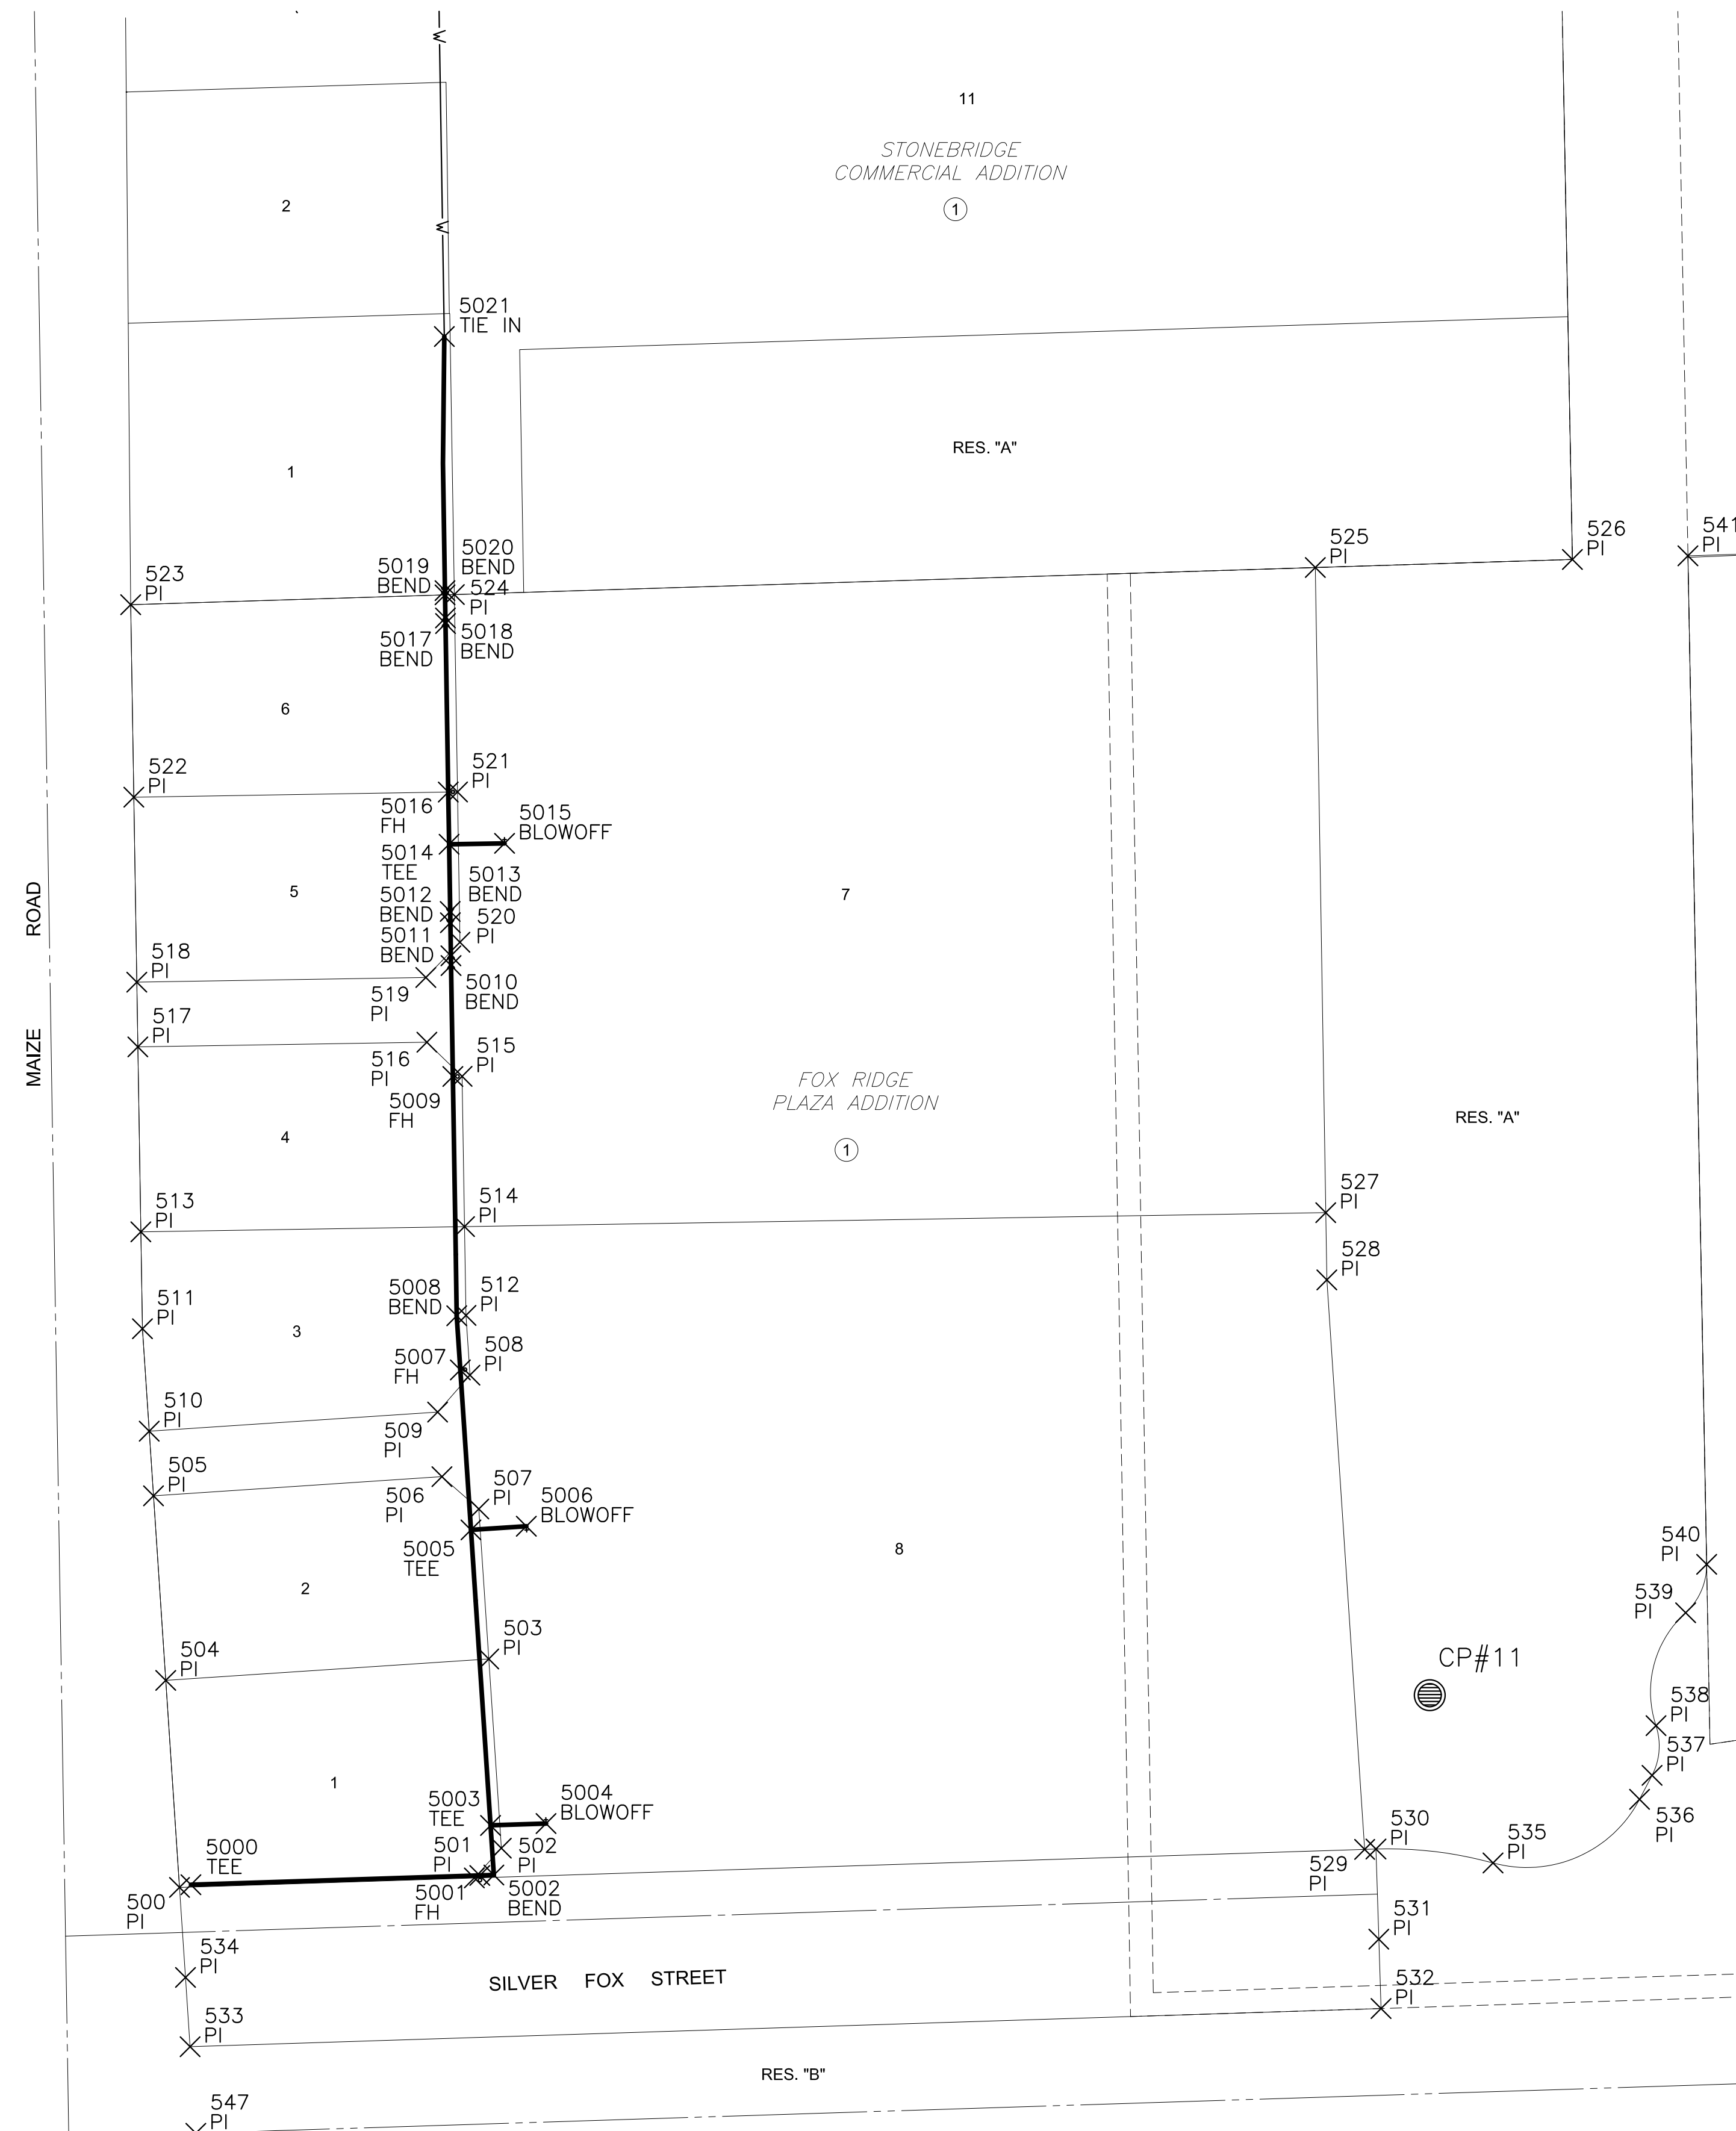 W
11
STONEBRIDGE
COMMERCIAL ADDITION
1
2
W
5021
TIE IN
RES. "A"
1
525
PI
526
PI
541
PI
5020
BEND
5019
BEND
524
PI
523
PI
5017
BEND
5018
BEND
6
522
PI
521
PI
5016
FH
5015
BLOWOFF
5014
TEE
5013
BEND
5012
BEND
5
7
520
PI
5011
BEND
518
PI
5010
BEND
519
PI
MAIZE ROAD
517
PI
516
PI
515
PI
5009
FH
FOX RIDGE
PLAZA ADDITION
1
RES. "A"
4
513
PI
514
PI
527
PI
528
PI
5008
BEND
512
PI
511
PI
3
508
PI
5007
FH
510
PI
509
PI
505
PI
506
PI
507
PI
5006
BLOWOFF
5005
TEE
8
540
PI
2
539
PI
503
PI
504
PI
CP#11
538
PI
537
PI
1
5003
TEE
5004
BLOWOFF
536
PI
5000
TEE
501
PI
502
PI
530
PI
535
PI
529
PI
500
PI
5001
FH
5002
BEND
531
PI
534
PI
SILVER FOX STREET
532
PI
533
PI
RES. "B"
547
PI